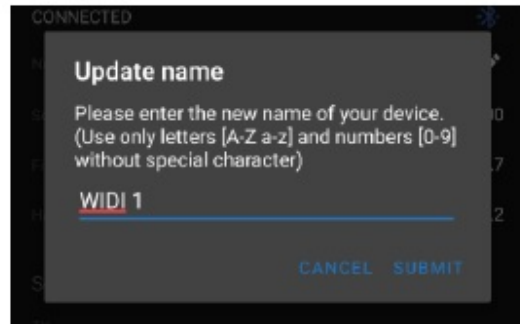 CONNECTED
Update name
Please enter the new name of your device.
(Use only letters [A-Z a-z] and numbers [0-9]
without special character)
WIDI 1
CANCEL SUBMIT